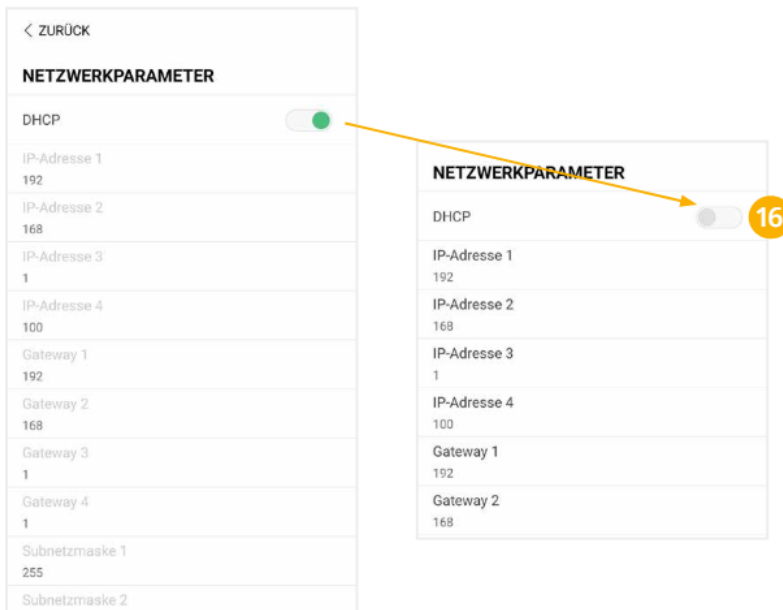 < ZURÜCK
NETZWERKPARAMETER
DHCP
IP-Adresse 1
192
IP-Adresse 2
168
IP-Adresse 3
1
IP-Adresse 4
100
Gateway 1
192
Gateway 2
168
Gateway 3
1
Gateway 4
1
Subnetzmaske 1
255
Subnetzmaske 2
NETZWERKPARAMETER
DHCP
16
IP-Adresse 1
192
IP-Adresse 2
168
IP-Adresse 3
1
IP-Adresse 4
100
Gateway 1
192
Gateway 2
168